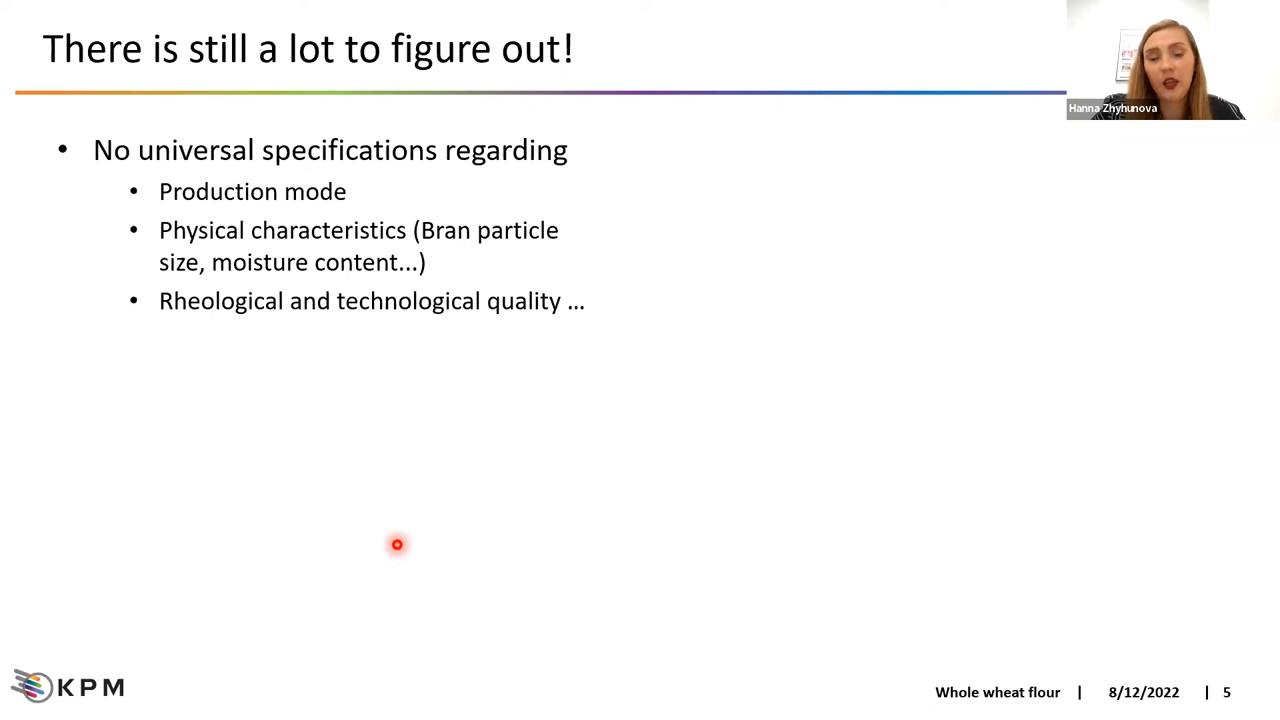 There is still a lot to figure out!
Hanna Zhyhunova
• No universal specifications regarding
• Production mode
• Physical characteristics (Bran particle
size, moisture content...)
• Rheological and technological quality ...
KPM
Whole wheat flour | 8/12/2022 | 5